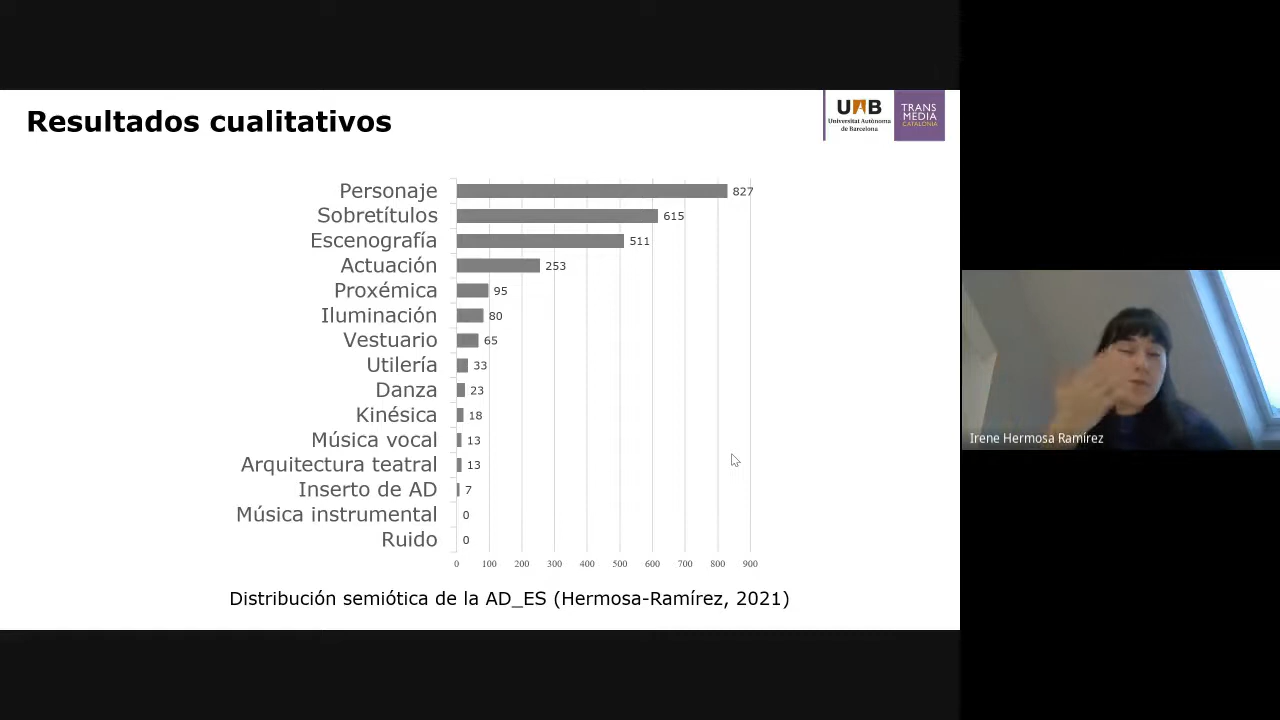 Resultados cualitativos
UAB
Universitat Autònoma
de Barcelona
TRANS
MEDIA
CATALONIA
Personaje 827
Sobretítulos 615
Escenografía 511
Actuación 253
Proxémica 95
Iluminación 80
Vestuario 65
Utilería 33
Danza 23
Kinésica 18
Música vocal 13
Arquitectura teatral 13
Inserto de AD 7
Música instrumental 0
Ruido 0
0 100 200 300 400 500 600 700 800 900
Distribución semiótica de la AD_ES (Hermosa-Ramírez, 2021)
Irene Hermosa Ramírez